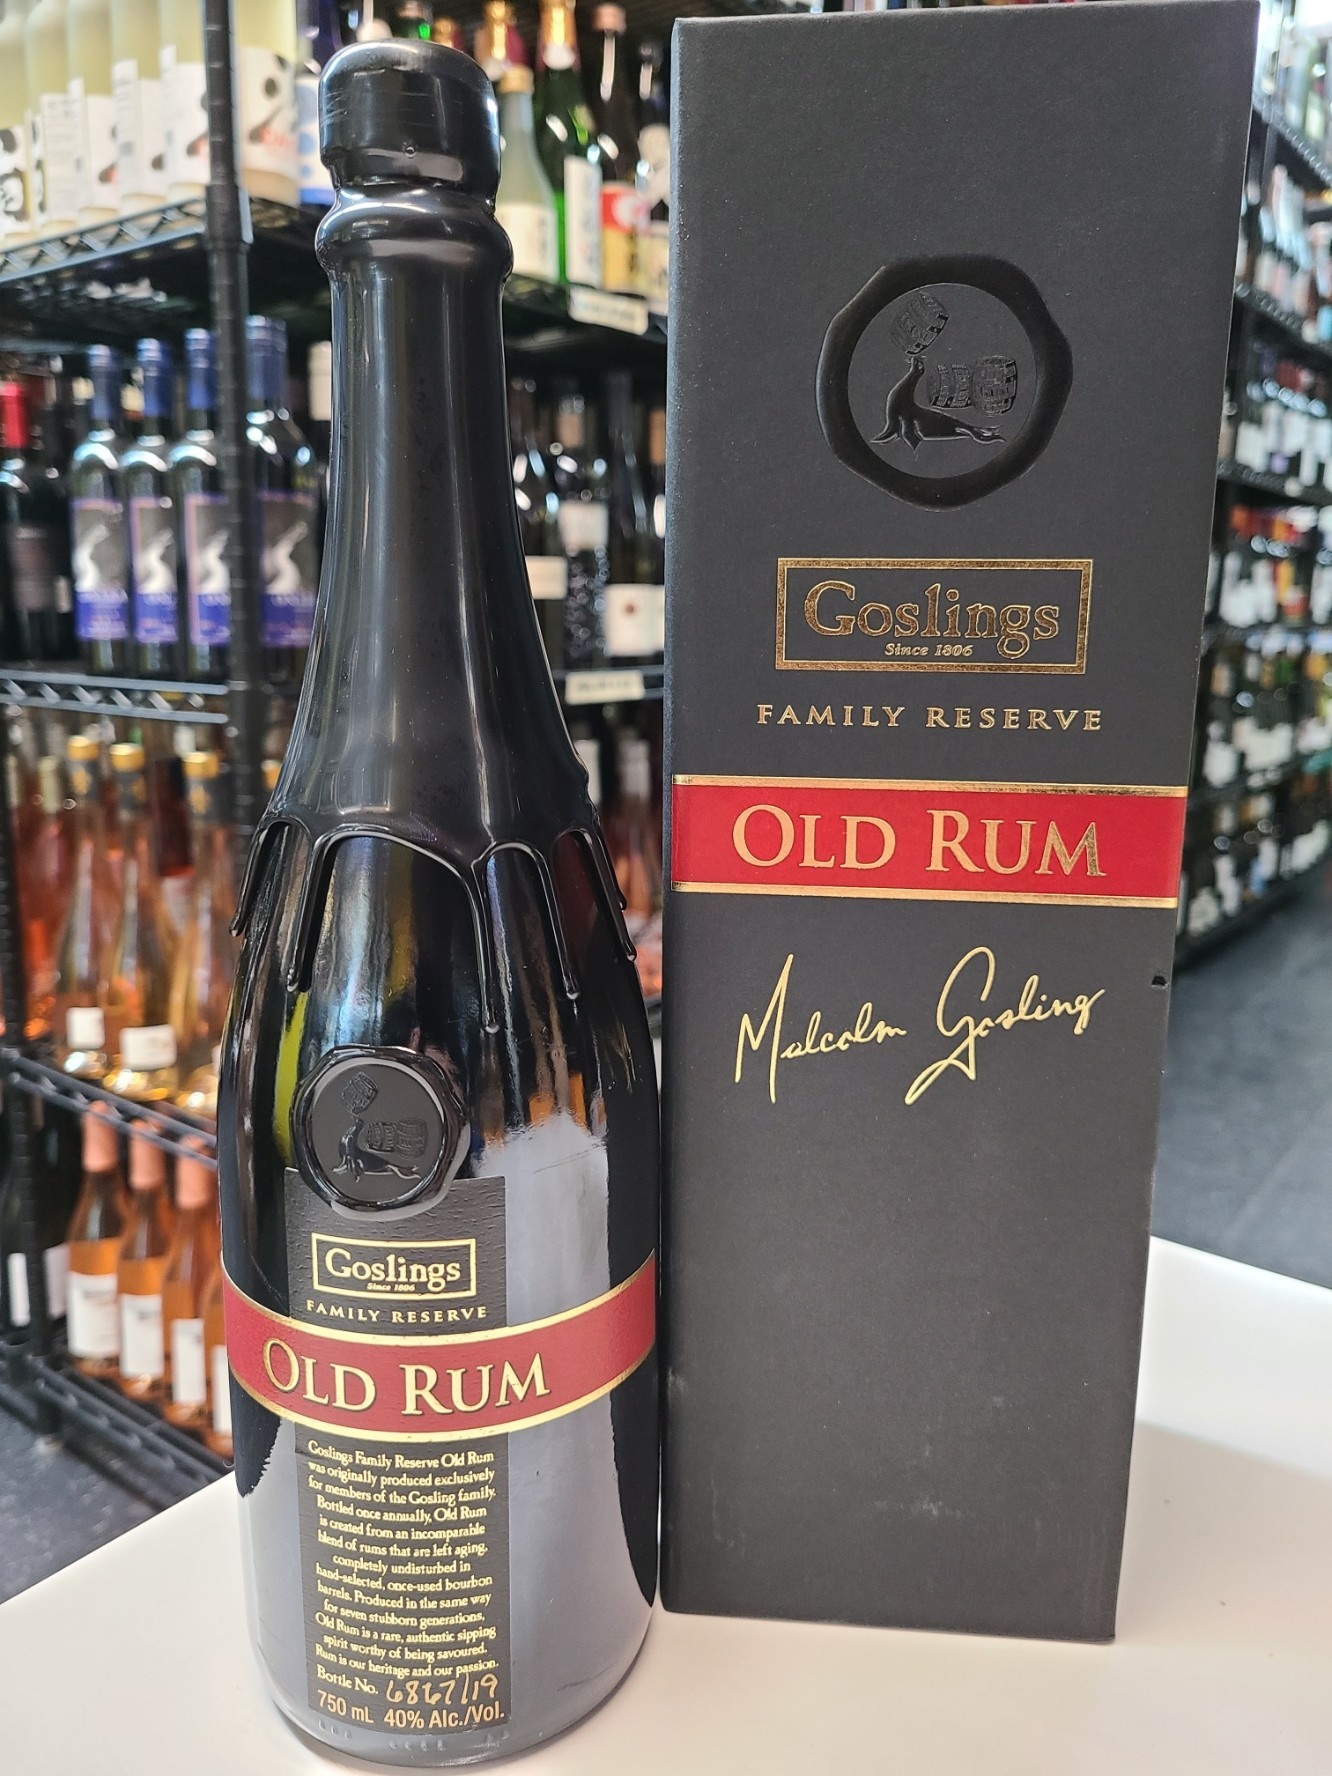 Goslings
Since 1806
FAMILY RESERVE
OLD RUM
Malcolm Gosling
Goslings
Since 1806
FAMILY RESERVE
OLD RUM
Goslings Family Reserve Old Rum
was originally produced exclusively
for members of the Gosling family.
Bottled once annually, Old Rum
is created from an incomparable
blend of rums that are left aging,
completely undisturbed in
hand-selected, once-used bourbon
barrels. Produced in the same way
for seven stubborn generations,
Old Rum is a rare, authentic sipping
spirit worthy of being savoured.
Rum is our heritage and our passion.
Bottle No. 6867/19
750 mL 40% Alc./Vol.